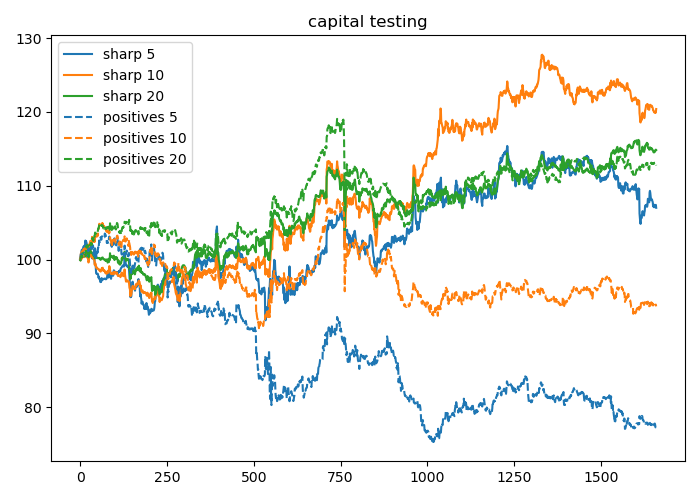 capital testing
130
120
110
100
90
80
sharp 5
sharp 10
sharp 20
positives 5
positives 10
positives 20
0
250
500
750
1000
1250
1500